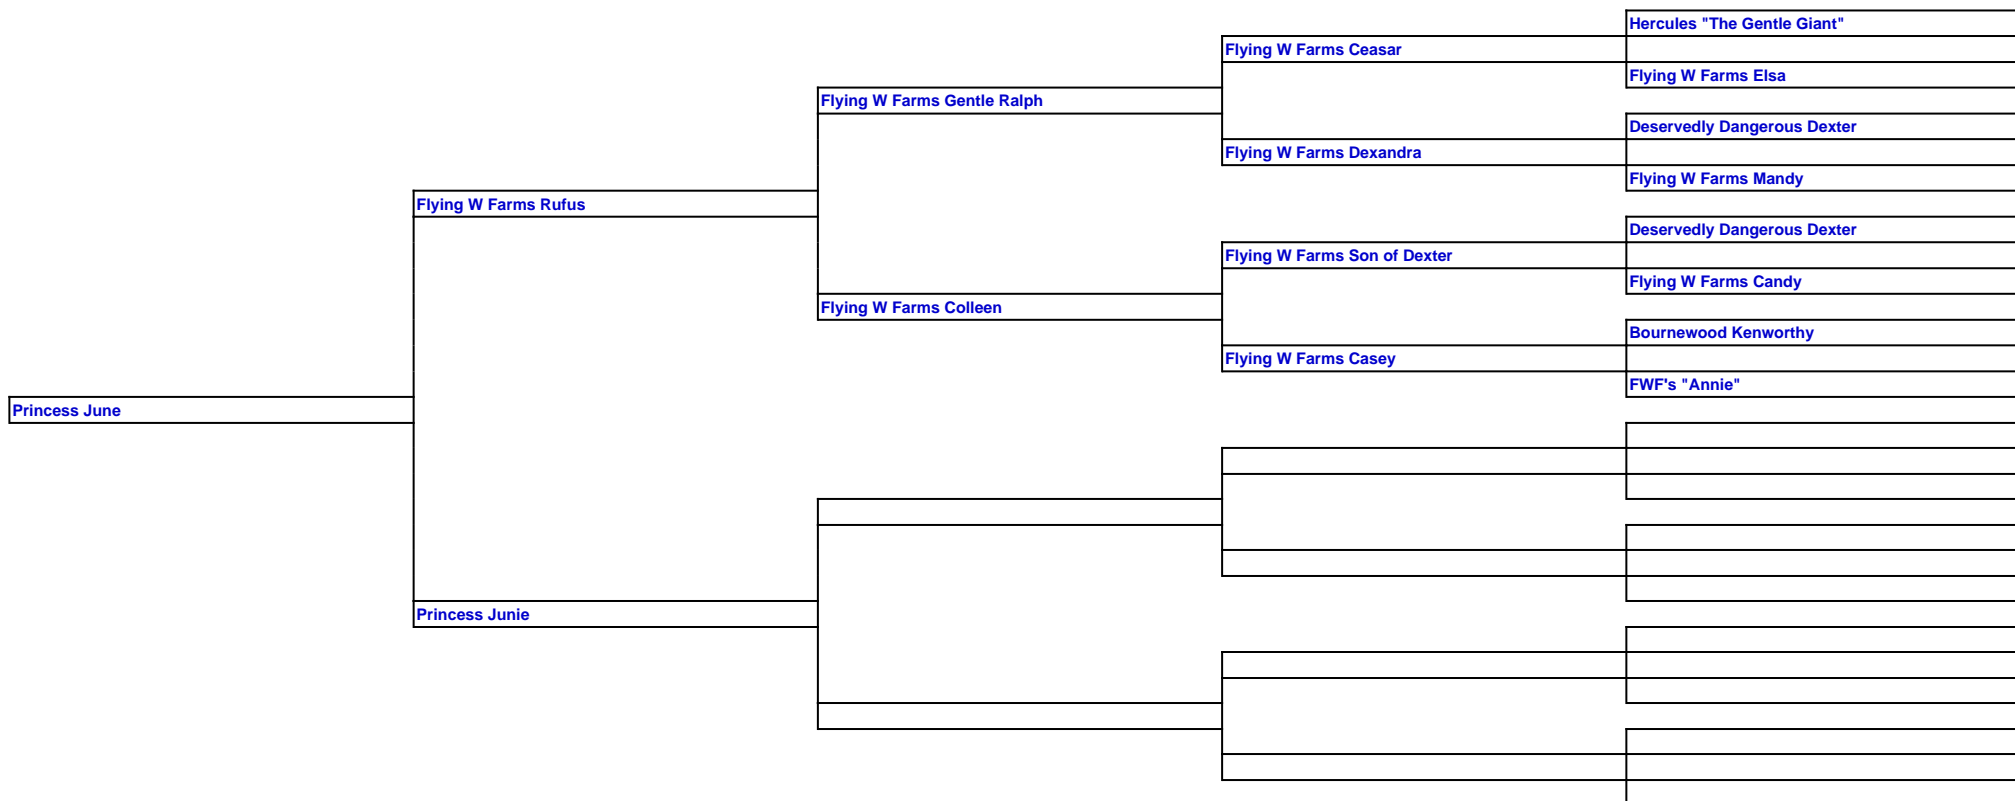 Hercules "The Gentle Giant"
Flying W Farms Ceasar
Flying W Farms Elsa
Flying W Farms Gentle Ralph
Deservedly Dangerous Dexter
Flying W Farms Dexandra
Flying W Farms Mandy
Flying W Farms Rufus
Deservedly Dangerous Dexter
Flying W Farms Son of Dexter
Flying W Farms Candy
Flying W Farms Colleen
Bournewood Kenworthy
Flying W Farms Casey
FWF's "Annie"
Princess June
Princess Junie